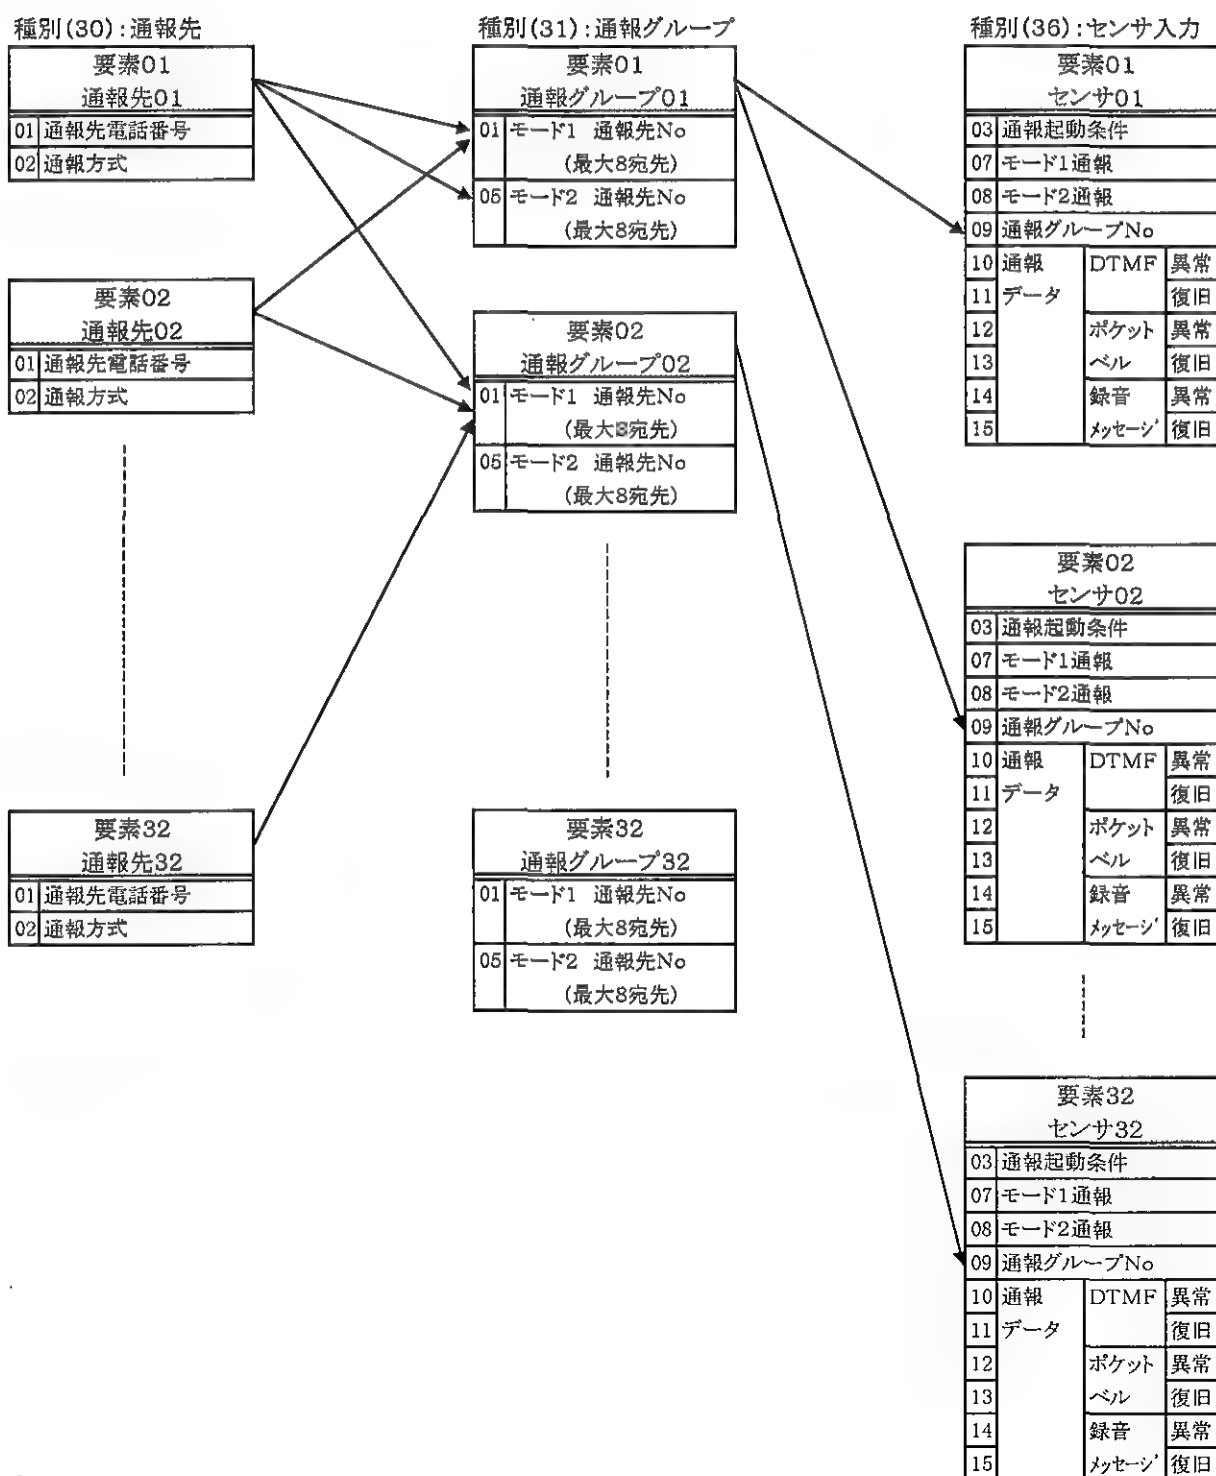 種別(30):通報先
要素01
通報先01
01 通報先電話番号
02 通報方式
要素02
通報先02
01 通報先電話番号
02 通報方式
要素32
通報先32
01 通報先電話番号
02 通報方式
種別(31):通報グループ
要素01
通報グループ01
01 モード1 通報先No
(最大8宛先)
05 モード2 通報先No
(最大8宛先)
要素02
通報グループ02
01 モード1 通報先No
(最大8宛先)
05 モード2 通報先No
(最大8宛先)
要素32
通報グループ32
01 モード1 通報先No
(最大8宛先)
05 モード2 通報先No
(最大8宛先)
種別(36):センサ入力
要素01
センサ01
03 通報起動条件
07 モード1通報
08 モード2通報
09 通報グループNo
10 通報 DTMF 異常
11 データ 復旧
12 ポケット 異常
13 ベル 復旧
14 録音 異常
15 メッセージ 復旧
要素02
センサ02
03 通報起動条件
07 モード1通報
08 モード2通報
09 通報グループNo
10 通報 DTMF 異常
11 データ 復旧
12 ポケット 異常
13 ベル 復旧
14 録音 異常
15 メッセージ 復旧
要素32
センサ32
03 通報起動条件
07 モード1通報
08 モード2通報
09 通報グループNo
10 通報 DTMF 異常
11 データ 復旧
12 ポケット 異常
13 ベル 復旧
14 録音 異常
15 メッセージ 復旧